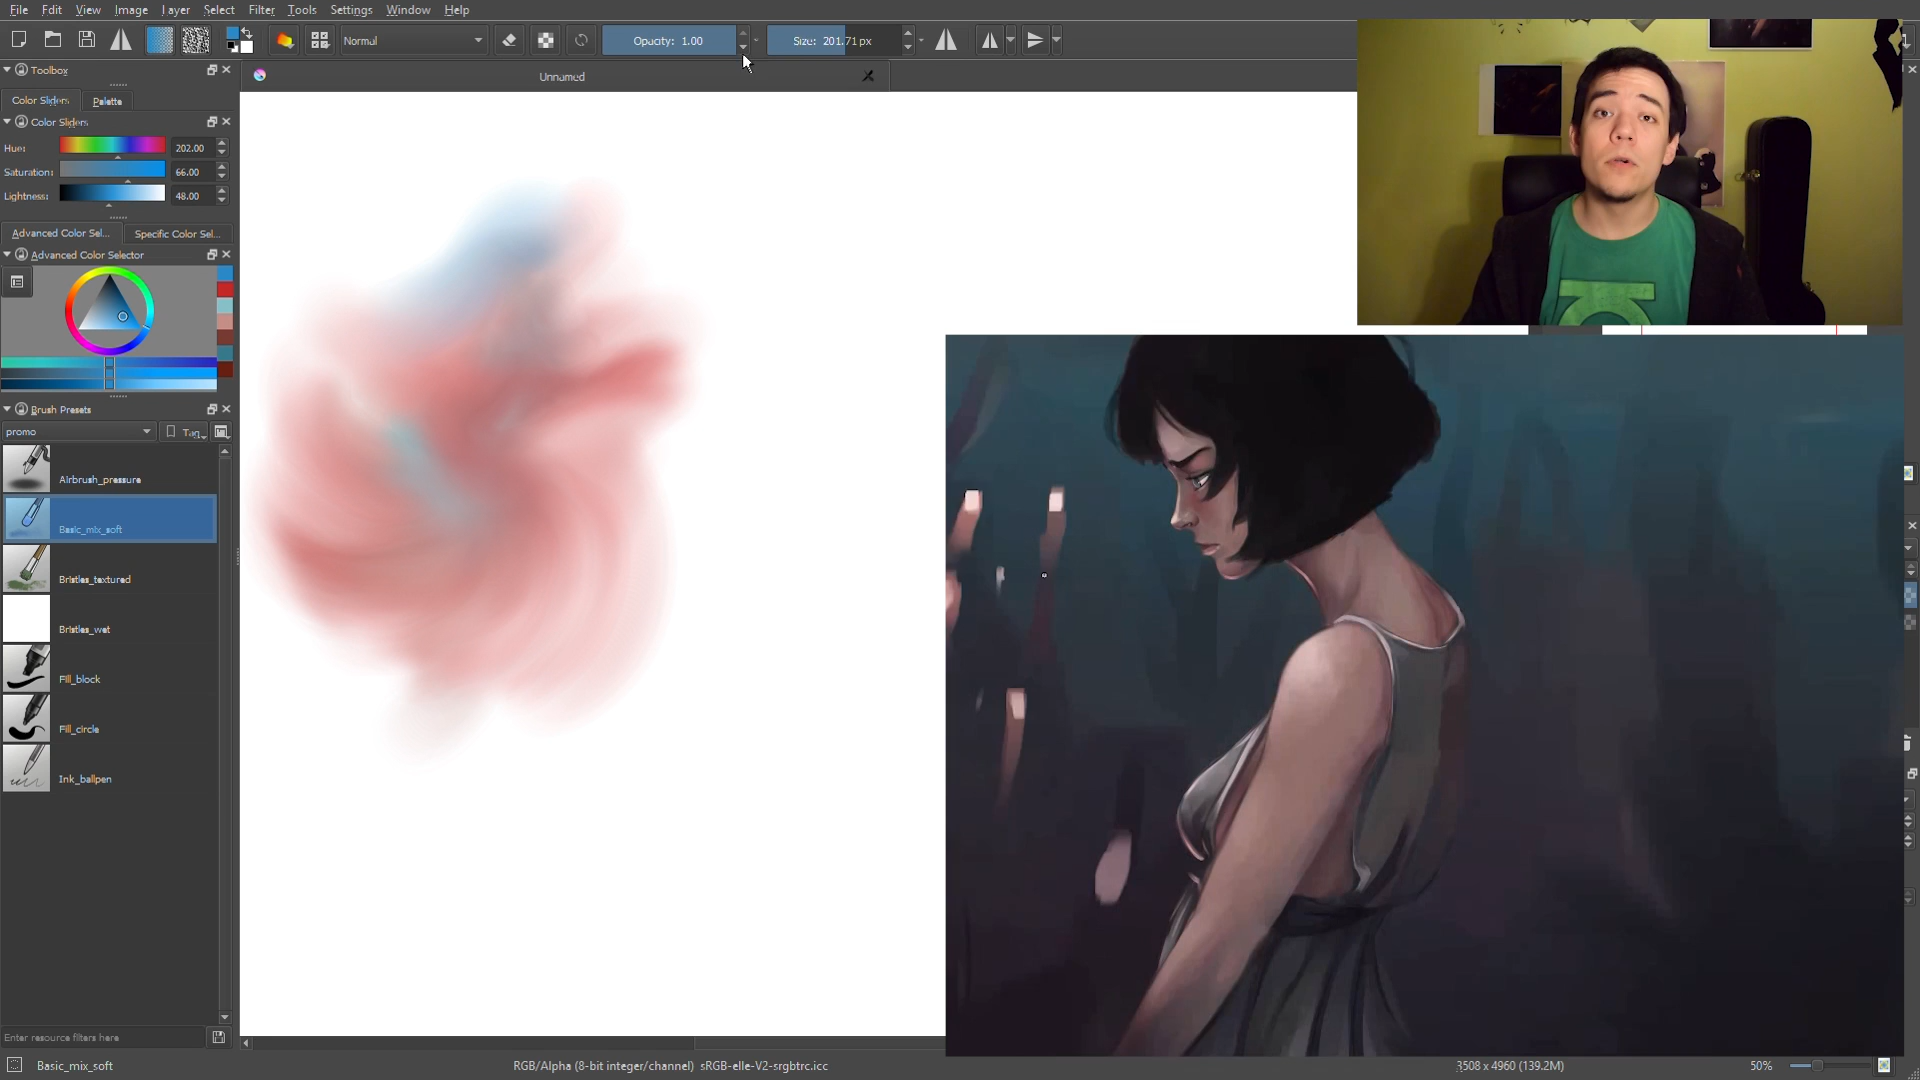 File Edit View Image Layer Select Filter Tools Settings Window Help
Normal
Opacity: 1.00
Size: 201.71 px
Toolbox
Unnamed
Color Sliders Palette
Color Sliders
Hue: 202.00
Saturation: 66.00
Lightness: 48.00
Advanced Color Sel... Specific Color Sel...
Advanced Color Selector
Brush Presets
promo
Tag
Airbrush_pressure
Basic_mix_soft
Bristles_textured
Bristles_wet
Fill_block
Fill_circle
Ink_ballpen
Enter resource filters here
Basic_mix_soft
RGB/Alpha (8-bit integer/channel) sRGB-elle-V2-srgbtrc.icc
3508 x 4960 (139.2M)
50%